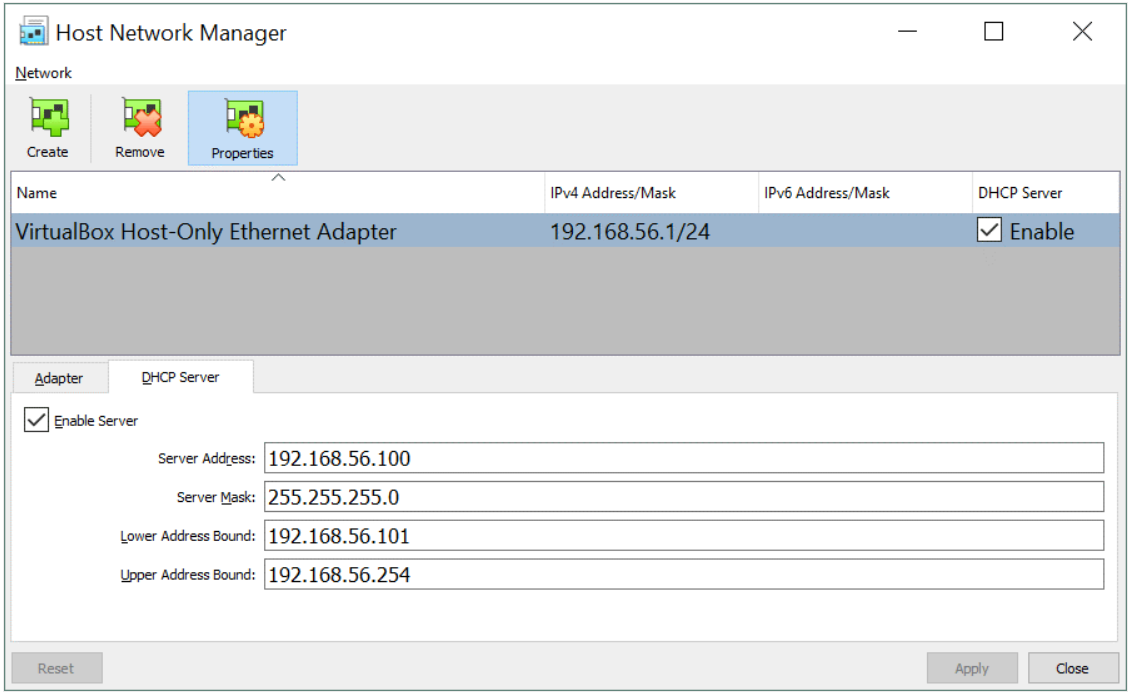 Host Network Manager
Network
Create Remove Properties
Name IPv4 Address/Mask IPv6 Address/Mask DHCP Server
VirtualBox Host-Only Ethernet Adapter 192.168.56.1/24 Enable
Adapter DHCP Server
Enable Server
Server Address: 192.168.56.100
Server Mask: 255.255.255.0
Lower Address Bound: 192.168.56.101
Upper Address Bound: 192.168.56.254
Reset Apply Close